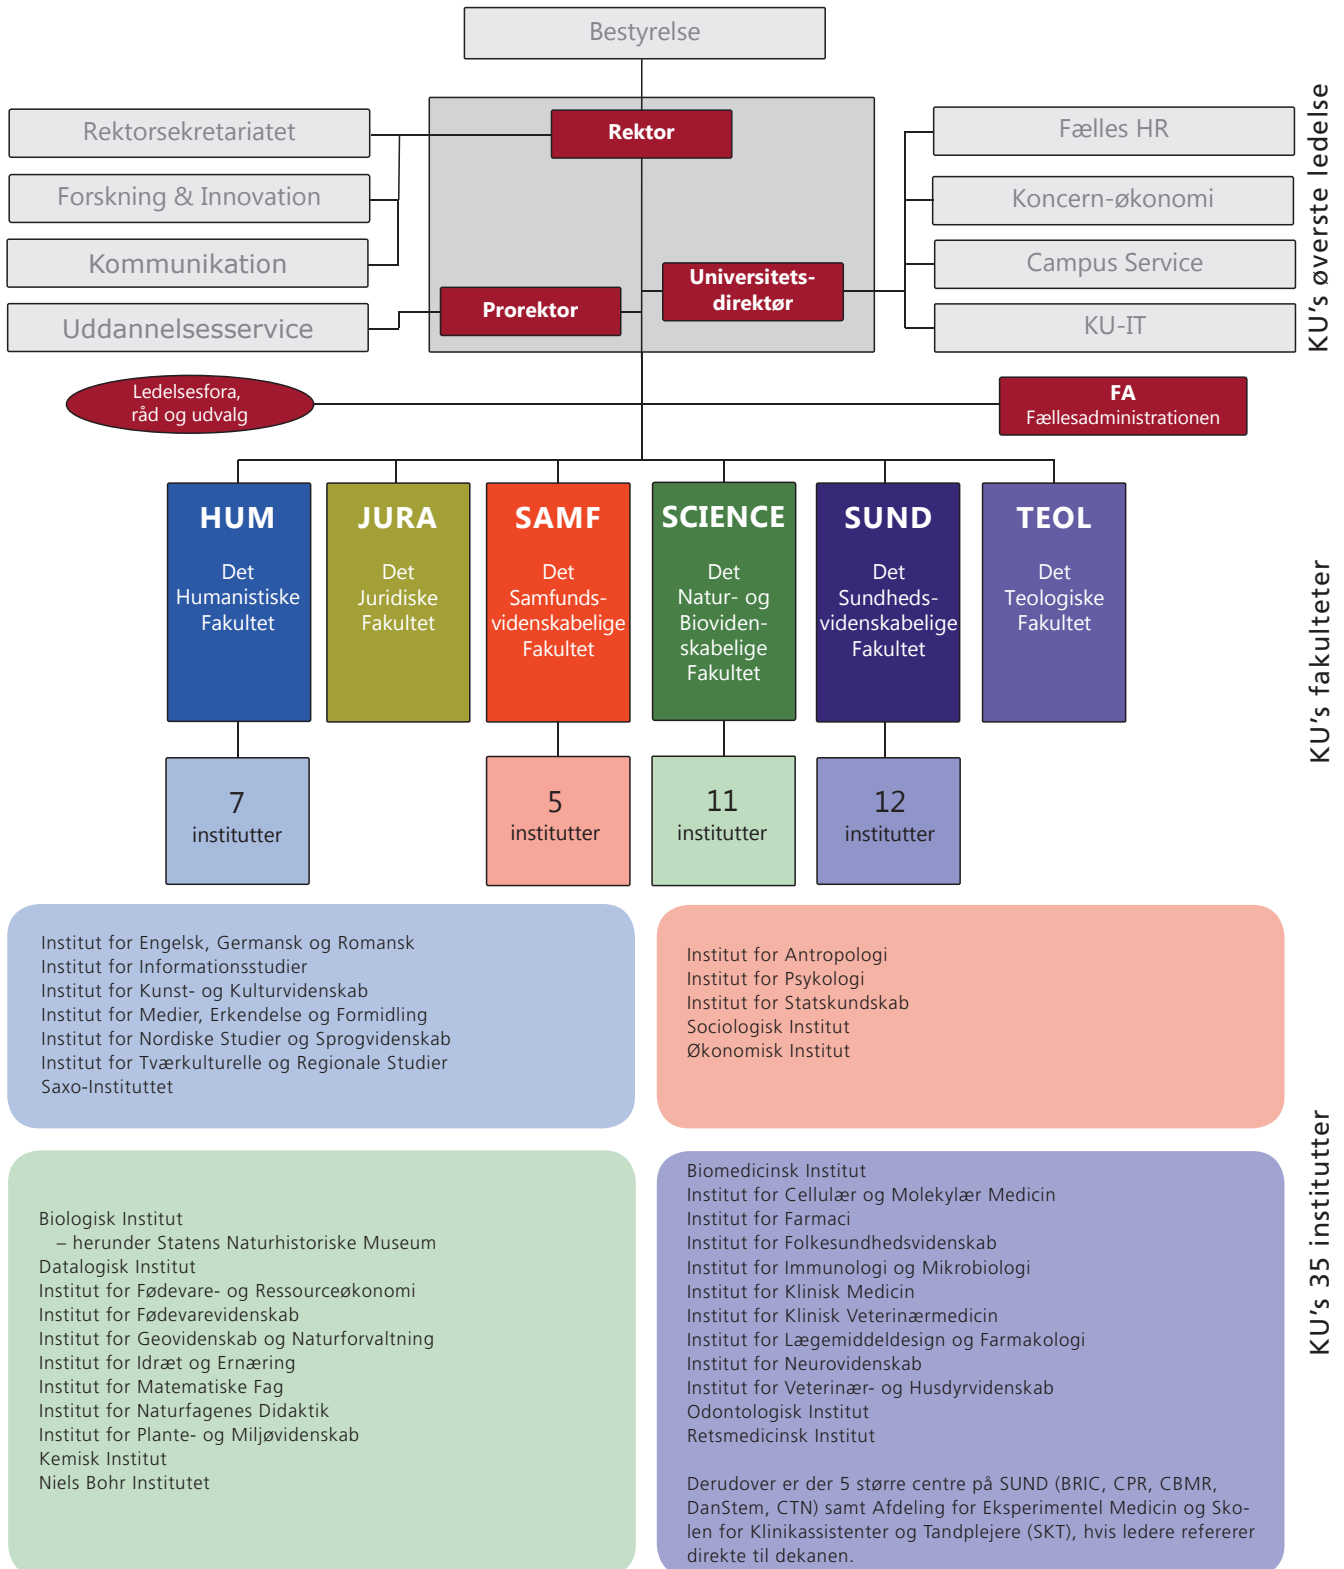 Bestyrelse
Rektorsekretariatet
Forskning & Innovation
Kommunikation
Uddannelsesservice
Rektor
Universitets-
direktør
Prorektor
Fælles HR
Koncern-økonomi
Campus Service
KU-IT
KU's øverste ledelse
Ledelsesfora,
råd og udvalg
FA
Fællesadministrationen
HUM
Det
Humanistiske
Fakultet
JURA
Det
Juridiske
Fakultet
SAMF
Det
Samfunds-
videnskabelige
Fakultet
SCIENCE
Det
Natur- og
Bioviden-
skabelige
Fakultet
SUND
Det
Sundheds-
videnskabelige
Fakultet
TEOL
Det
Teologiske
Fakultet
KU's fakulteter
7
institutter
5
institutter
11
institutter
12
institutter
Institut for Engelsk, Germansk og Romansk
Institut for Informationsstudier
Institut for Kunst- og Kulturvidenskab
Institut for Medier, Erkendelse og Formidling
Institut for Nordiske Studier og Sprogvidenskab
Institut for Tværkulturelle og Regionale Studier
Saxo-Instituttet
Institut for Antropologi
Institut for Psykologi
Institut for Statskundskab
Sociologisk Institut
Økonomisk Institut
Biologisk Institut
– herunder Statens Naturhistoriske Museum
Datalogisk Institut
Institut for Fødevare- og Ressourceøkonomi
Institut for Fødevarevidenskab
Institut for Geovidenskab og Naturforvaltning
Institut for Idræt og Ernæring
Institut for Matematiske Fag
Institut for Naturfagenes Didaktik
Institut for Plante- og Miljøvidenskab
Kemisk Institut
Niels Bohr Institutet
Biomedicinsk Institut
Institut for Cellulær og Molekylær Medicin
Institut for Farmaci
Institut for Folkesundhedsvidenskab
Institut for Immunologi og Mikrobiologi
Institut for Klinisk Medicin
Institut for Klinisk Veterinærmedicin
Institut for Lægemiddeldesign og Farmakologi
Institut for Neurovidenskab
Institut for Veterinær- og Husdyrvidenskab
Odontologisk Institut
Retsmedicinsk Institut
Derudover er der 5 større centre på SUND (BRIC, CPR, CBMR,
DanStem, CTN) samt Afdeling for Eksperimentel Medicin og Sko-
len for Klinikassistenter og Tandplejere (SKT), hvis ledere refererer
direkte til dekanen.
KU's 35 institutter